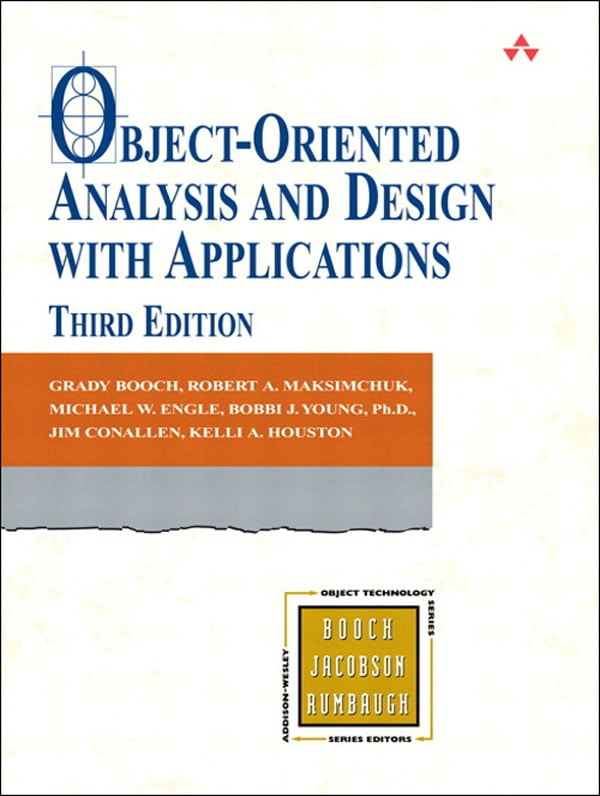 OBJECT-ORIENTED
ANALYSIS AND DESIGN
WITH APPLICATIONS
THIRD EDITION
GRADY BOOCH, ROBERT A. MAKSIMCHUK,
MICHAEL W. ENGLE, BOBBI J. YOUNG, Ph.D.,
JIM CONALLEN, KELLI A. HOUSTON
OBJECT TECHNOLOGY
SERIES
BOOCH
JACOBSON
RUMBAUGH
ADDISON-WESLEY
SERIES EDITORS